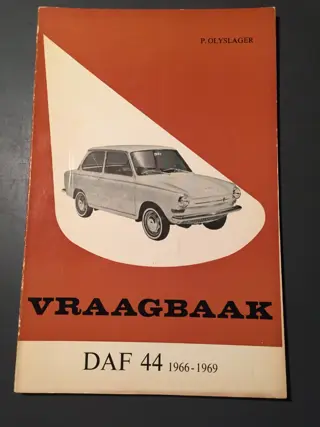 P. OLYSLAGER
VRAAGBAAK
DAF 44 1966-1969